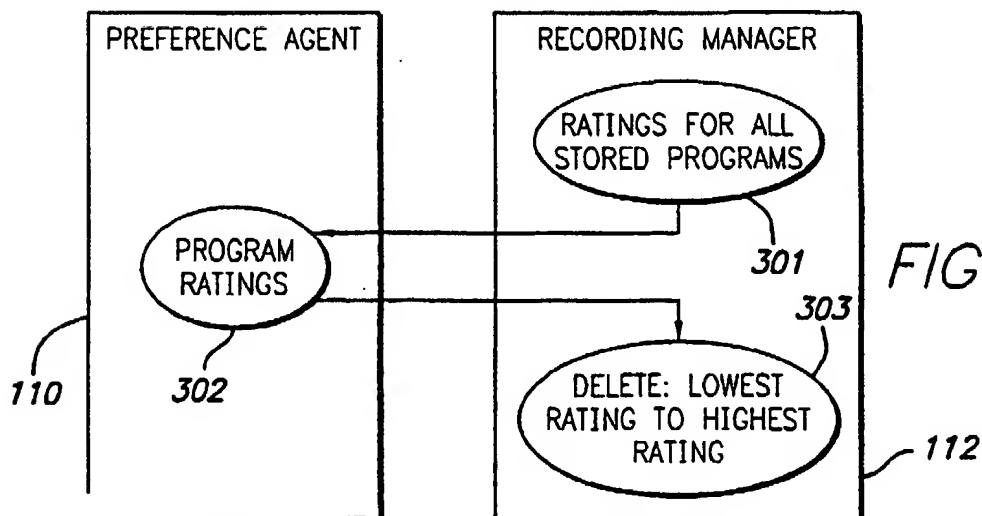 PREFERENCE AGENT
RECORDING MANAGER
RATINGS FOR ALL
STORED PROGRAMS
301
PROGRAM
RATINGS
302
FIG
303
DELETE: LOWEST
RATING TO HIGHEST
RATING
110
112